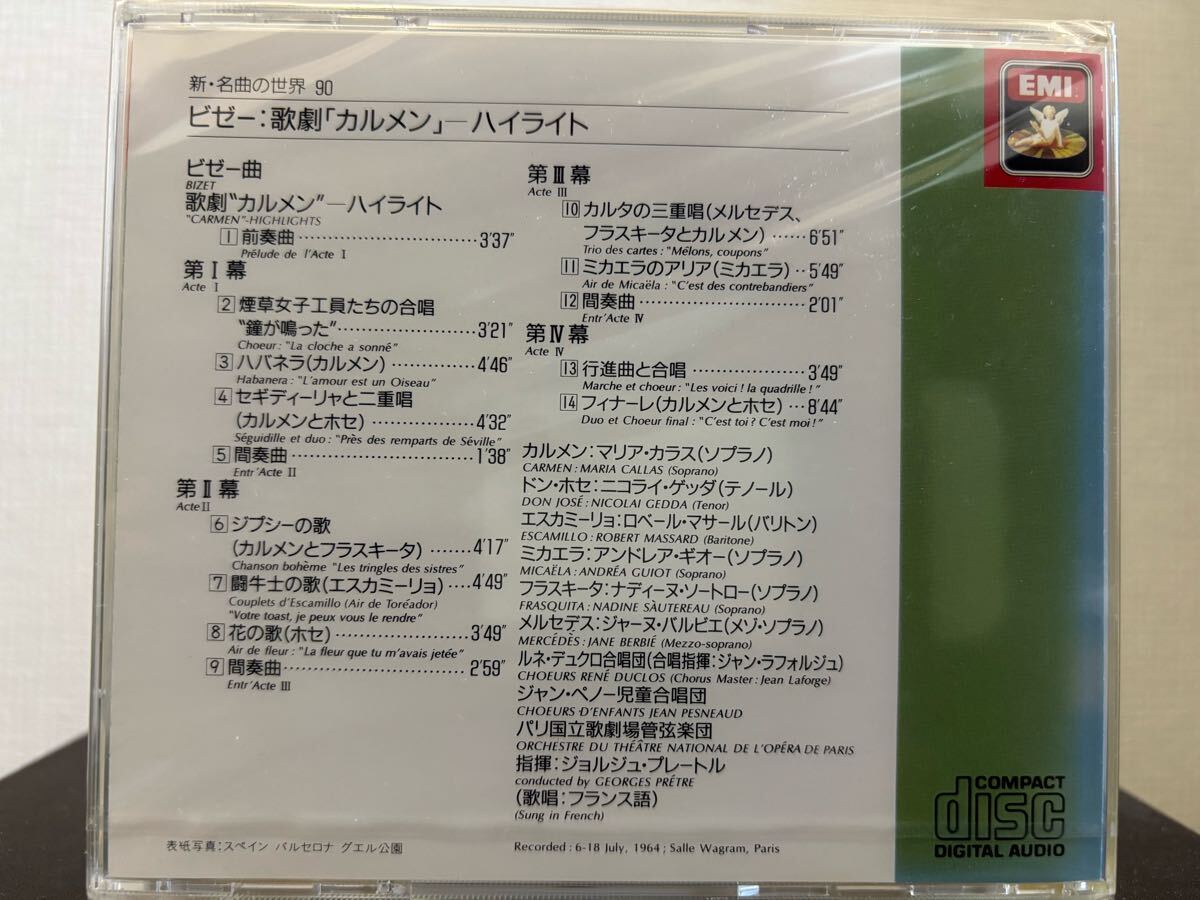 新・名曲の世界 90
ビゼー:歌劇「カルメン」―ハイライト
EMI
ビゼー曲
BIZET
歌劇“カルメン”―ハイライト
"CARMEN"-HIGHLIGHTS
1 前奏曲 3'37"
Prélude de l'Acte I
第Ⅰ幕
Acte I
2 煙草女子工員たちの合唱
“鐘が鳴った” 3'21"
Choeur: "La cloche a sonné"
3 ハバネラ(カルメン) 4'46"
Habanera: "L'amour est un Oiseau"
4 セギディーリャと二重唱
(カルメンとホセ) 4'32"
Séguidille et duo: "Près des remparts de Séville"
5 間奏曲 1'38"
Entr'Acte II
第Ⅱ幕
Acte II
6 ジプシーの歌
(カルメンとフラスキータ) 4'17"
Chanson bohème "Les tringles des sistres"
7 闘牛士の歌(エスカミーリョ) 4'49"
Couplets d'Escamillo (Air de Toréador)
"Votre toast, je peux vous le rendre"
8 花の歌(ホセ) 3'49"
Air de fleur: "La fleur que tu m'avais jetée"
9 間奏曲 2'59"
Entr'Acte III
第Ⅲ幕
Acte III
10 カルタの三重唱(メルセデス、
フラスキータとカルメン) 6'51"
Trio des cartes: "Mélons, coupons"
11 ミカエラのアリア(ミカエラ) 5'49"
Air de Micaëla: "C'est des contrebandiers"
12 間奏曲 2'01"
Entr'Acte IV
第Ⅳ幕
Acte IV
13 行進曲と合唱 3'49"
Marche et choeur: "Les voici! la quadrille!"
14 フィナーレ(カルメンとホセ) 8'44"
Duo et Choeur final: "C'est toi? C'est moi!"
カルメン:マリア・カラス(ソプラノ)
CARMEN: MARIA CALLAS (Soprano)
ドン・ホセ:ニコライ・ゲッダ(テノール)
DON JOSÉ: NICOLAI GEDDA (Tenor)
エスカミーリョ:ロベール・マサール(バリトン)
ESCAMILLO: ROBERT MASSARD (Baritone)
ミカエラ:アンドレア・ギオー(ソプラノ)
MICAËLA: ANDRÉA GUIOT (Soprano)
フラスキータ:ナディーヌ・ソートロー(ソプラノ)
FRASQUITA: NADINE SÀUTEREAU (Soprano)
メルセデス:ジャーヌ・バルビエ(メゾ・ソプラノ)
MERCÉDÈS: JANE BERBIÉ (Mezzo-soprano)
ルネ・デュクロ合唱団(合唱指揮:ジャン・ラフォルジュ)
CHOEURS RENÉ DUCLOS (Chorus Master: Jean Laforge)
ジャン・ペノー児童合唱団
CHOEURS D'ENFANTS JEAN PESNEAUD
パリ国立歌劇場管弦楽団
ORCHESTRE DU THÉÂTRE NATIONAL DE L'OPÉRA DE PARIS
指揮:ジョルジュ・プレートル
conducted by GEORGES PRÉTRE
(歌唱:フランス語)
(Sung in French)
表紙写真:スペイン バルセロナ グエル公園
Recorded: 6-18 July, 1964; Salle Wagram, Paris
COMPACT
disc
DIGITAL AUDIO